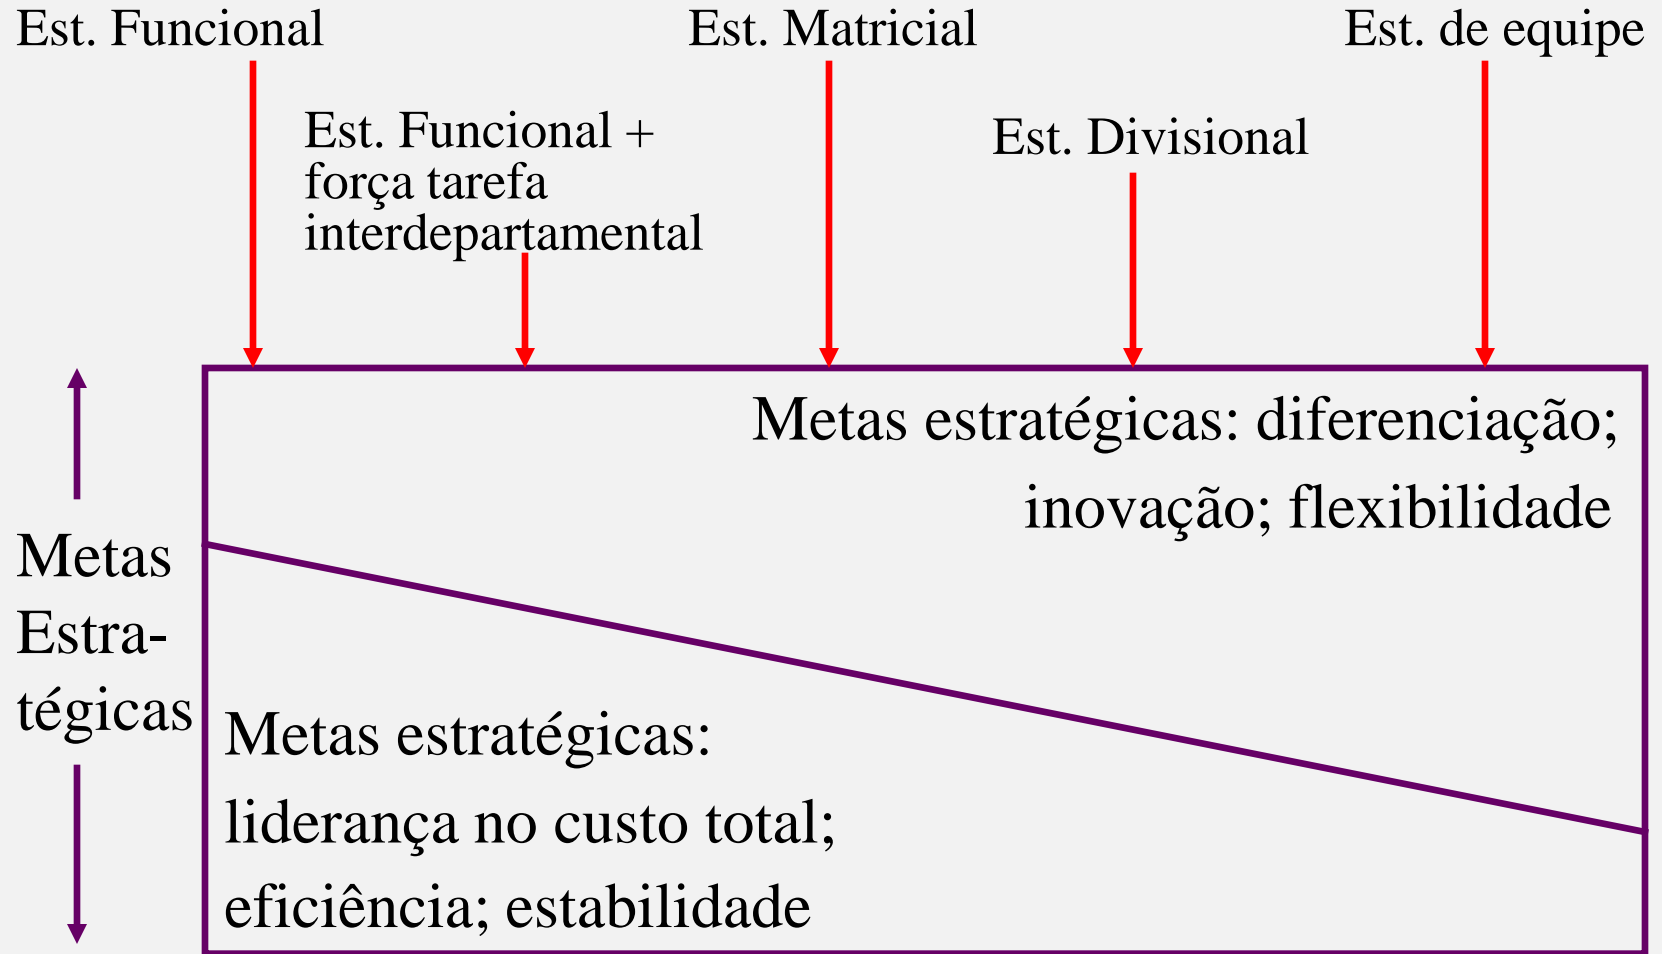 Est. Funcional
Est. Matricial
Est. de equipe
Est. Funcional +
força tarefa
interdepartamental
Est. Divisional
Metas estratégicas: diferenciação;
inovação; flexibilidade
Metas
Estra-
tégicas
Metas estratégicas:
liderança no custo total;
eficiência; estabilidade